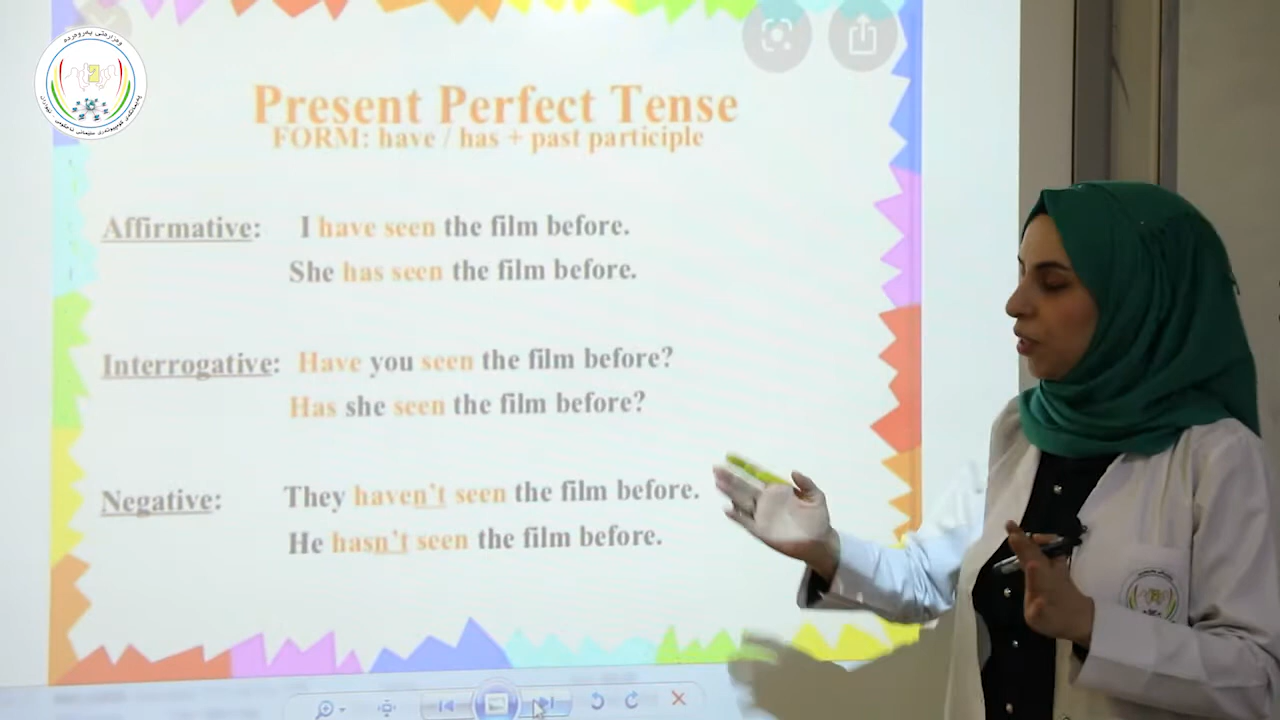 وەزارەتی پەروەردە
Present Perfect Tense
FORM: have / has + past participle
Affirmative: I have seen the film before.
She has seen the film before.
Interrogative: Have you seen the film before?
Has she seen the film before?
Negative: They haven't seen the film before.
He hasn't seen the film before.